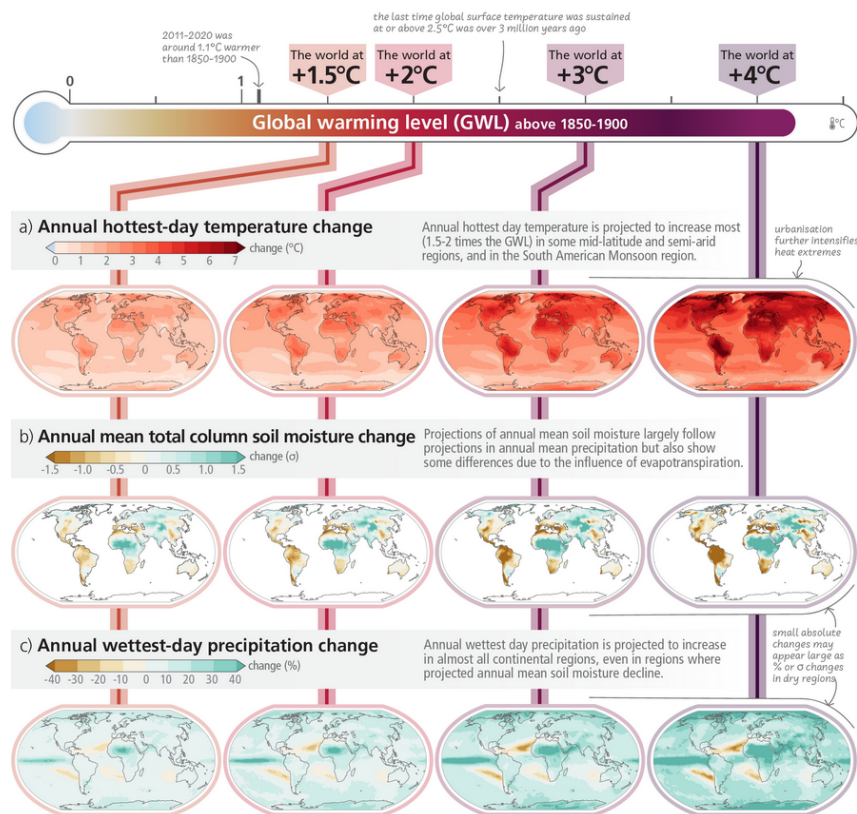 the last time global surface temperature was sustained
at or above 2.5°C was over 3 million years ago
2011-2020 was
around 1.1°C warmer
than 1850-1900
The world at
+1.5°C
The world at
+2°C
The world at
+3°C
The world at
+4°C
0
1
Global warming level (GWL) above 1850-1900
°C
a) Annual hottest-day temperature change
change (°C)
0 1 2 3 4 5 6 7
Annual hottest day temperature is projected to increase most
(1.5-2 times the GWL) in some mid-latitude and semi-arid
regions, and in the South American Monsoon region.
urbanisation
further intensifies
heat extremes
b) Annual mean total column soil moisture change
change (σ)
-1.5 -1.0 -0.5 0 0.5 1.0 1.5
Projections of annual mean soil moisture largely follow
projections in annual mean precipitation but also show
some differences due to the influence of evapotranspiration.
c) Annual wettest-day precipitation change
change (%)
-40 -30 -20 -10 0 10 20 30 40
Annual wettest day precipitation is projected to increase
in almost all continental regions, even in regions where
projected annual mean soil moisture decline.
small absolute
changes may
appear large as
% or σ changes
in dry regions